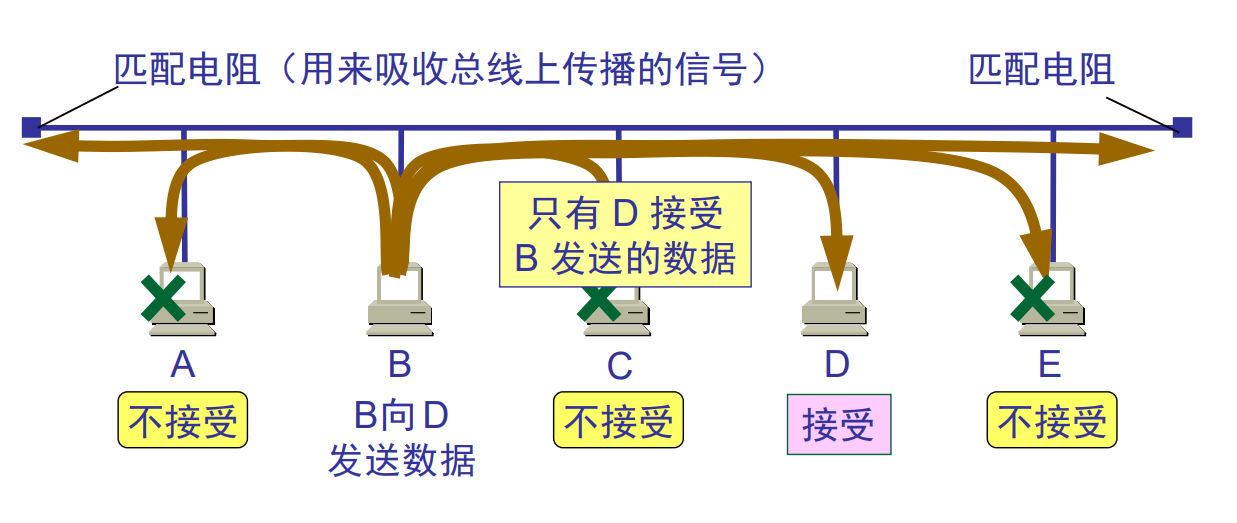 匹配电阻（用来吸收总线上传播的信号）
匹配电阻
只有 D 接受
B 发送的数据
A
B
C
D
E
不接受
B向 D
发送数据
不接受
接受
不接受